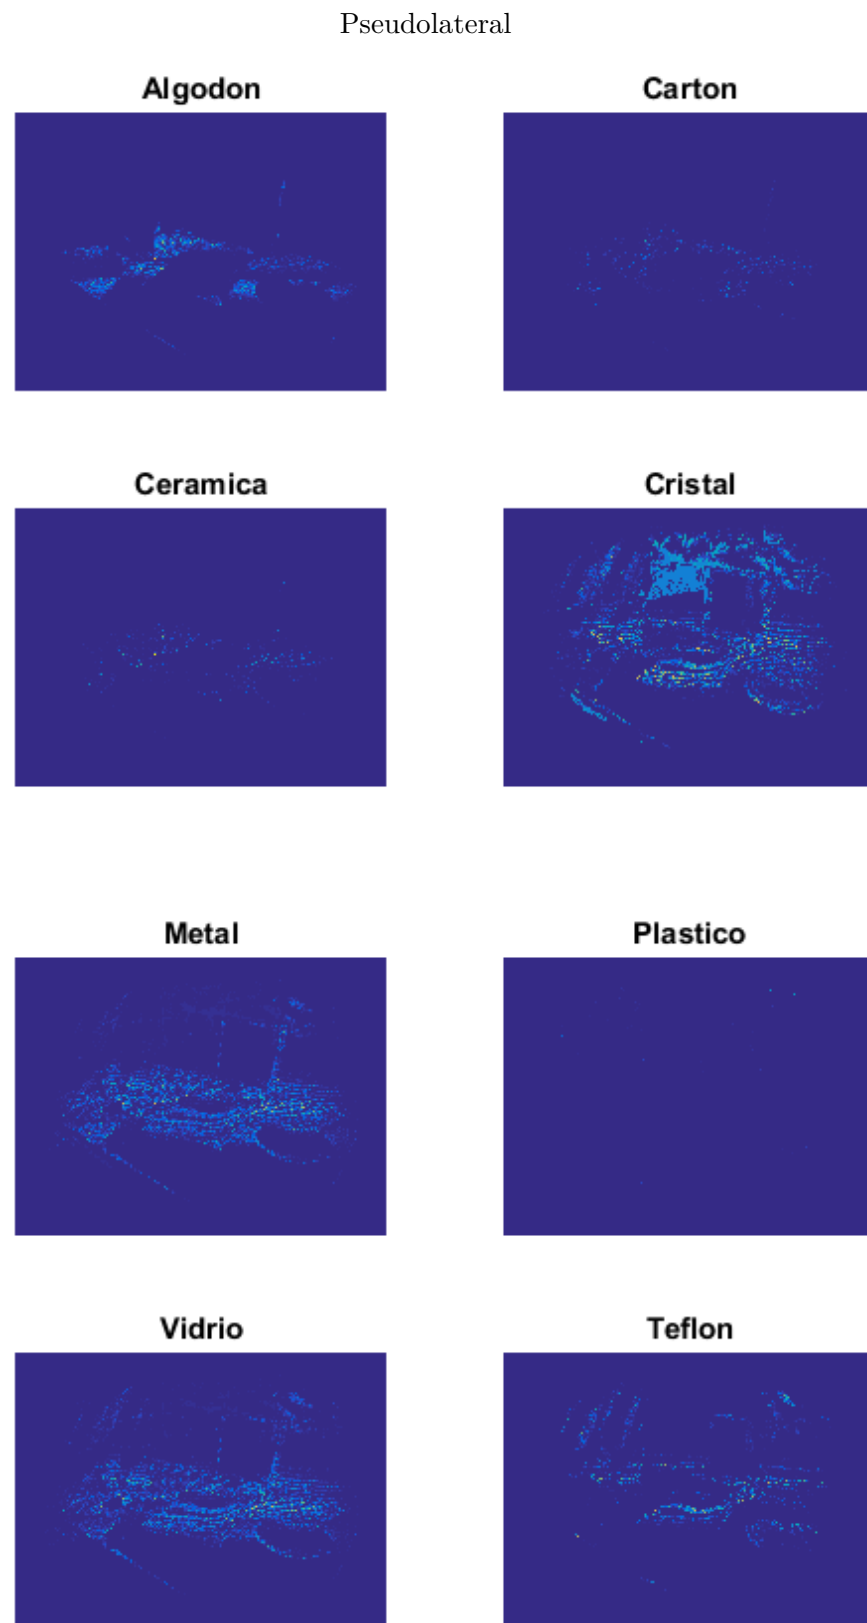 Pseudolateral
Algodon
Carton
Ceramica
Cristal
Metal
Plastico
Vidrio
Teflon